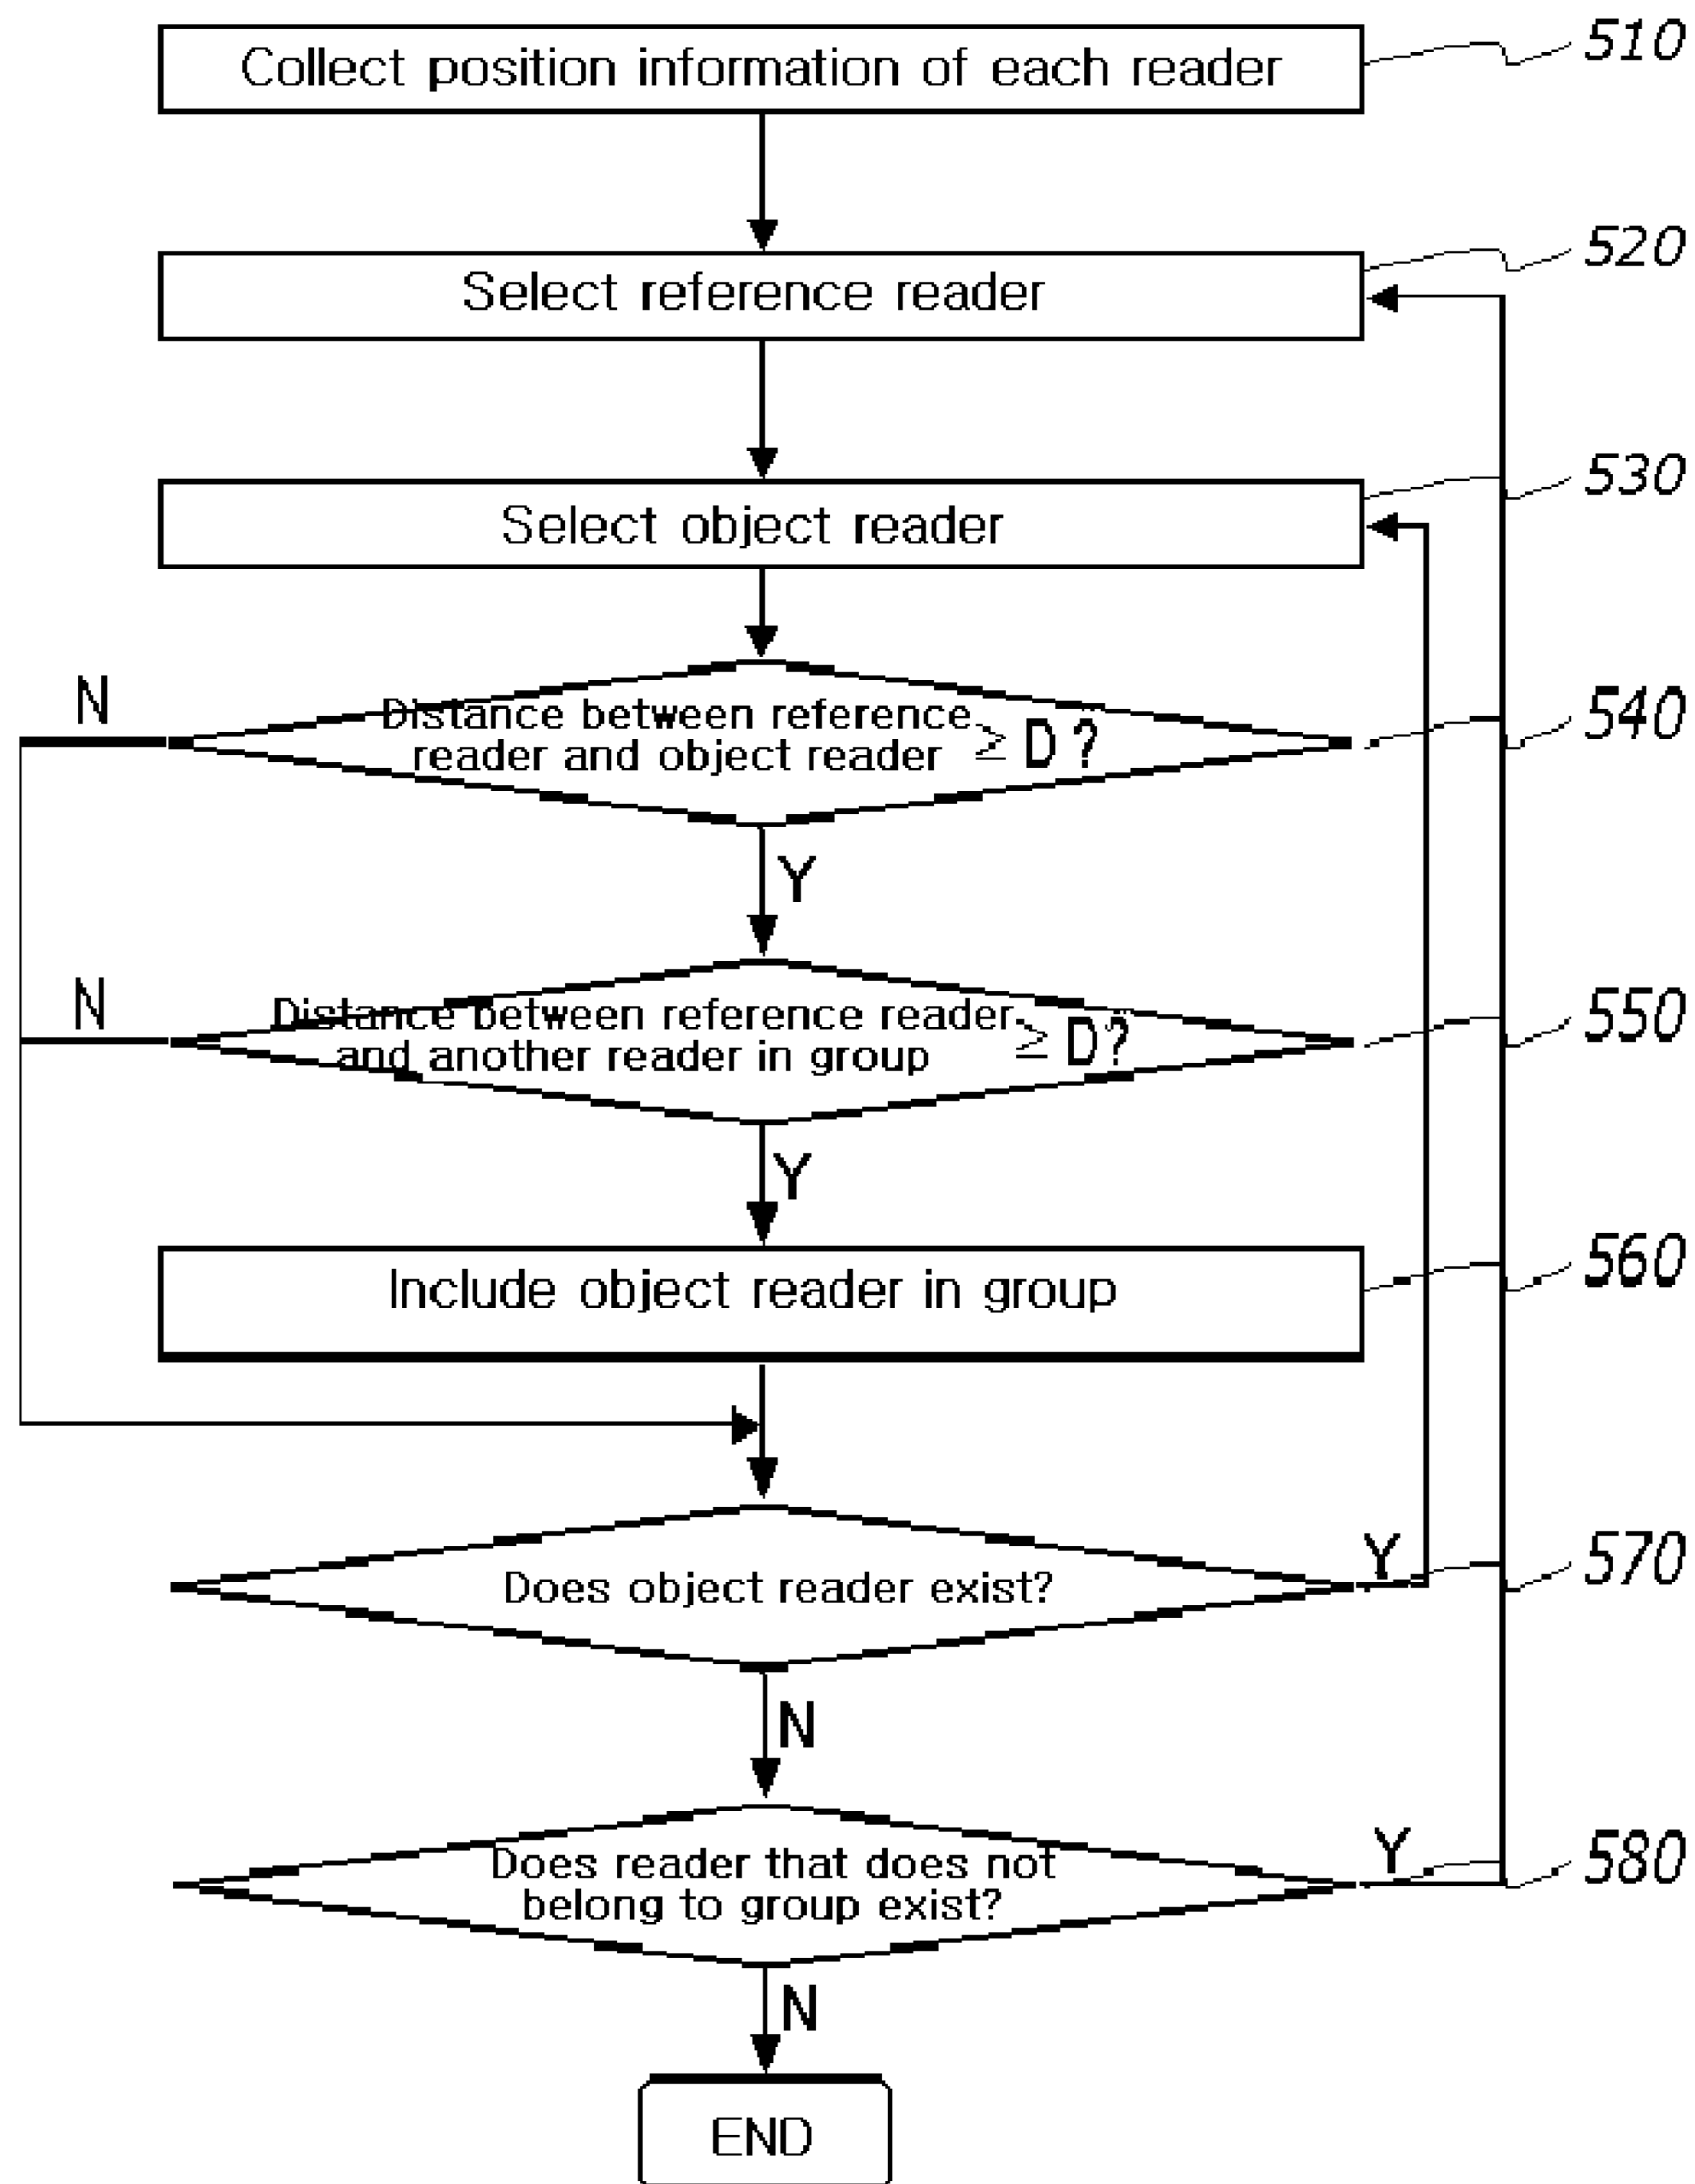 Collect position information of each reader
510
Select reference reader
520
Select object reader
530
N
Distance between reference
reader and object reader ≥ D ?
540
Y
N
Distance between reference reader
and another reader in group ≥ D?
550
Y
Include object reader in group
560
Does object reader exist?
Y
570
N
Does reader that does not
belong to group exist?
Y
580
N
END